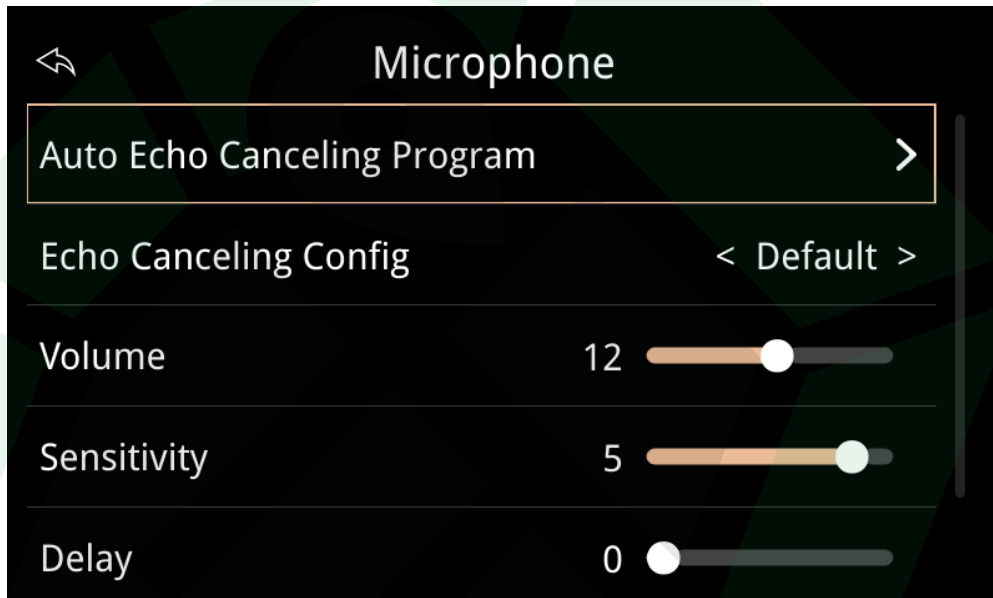 Microphone
Auto Echo Canceling Program
Echo Canceling Config < Default >
Volume 12
Sensitivity 5
Delay 0